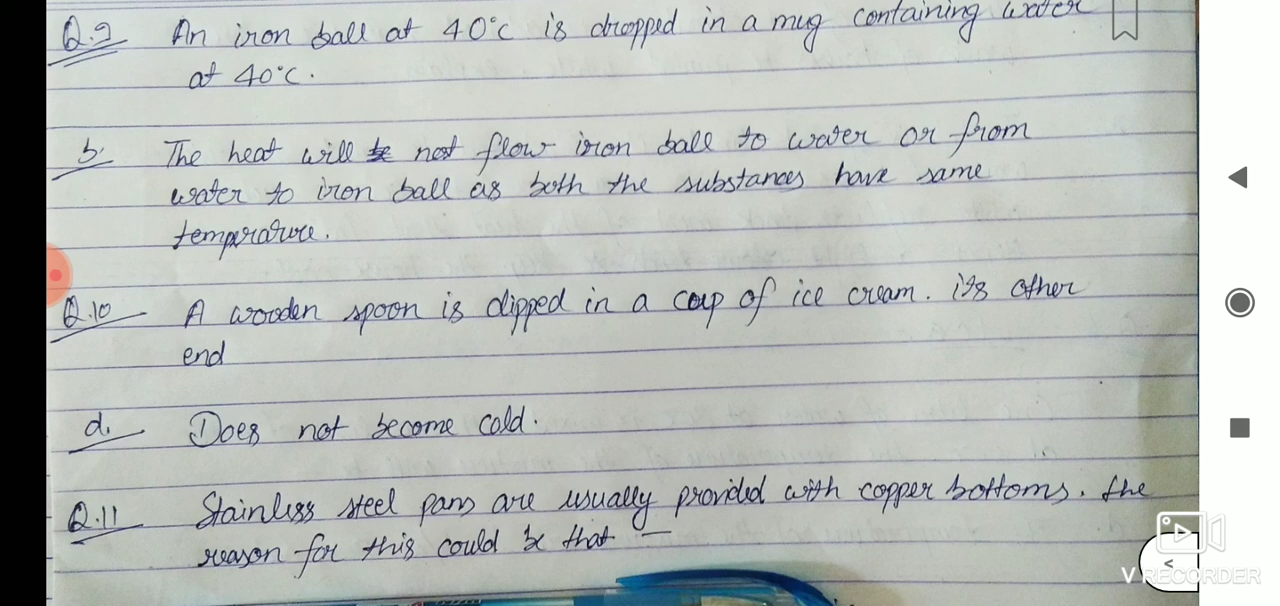 Q.9 An iron ball at 40°C is dropped in a mug containing water
at 40°C.
b. The heat will not flow iron ball to water or from
water to iron ball as both the substances have same
temperature.
Q.10 A wooden spoon is dipped in a cup of ice cream. its other
end
d. Does not become cold.
Q.11 Stainless steel pans are usually provided with copper bottoms. the
reason for this could be that —
V RECORDER